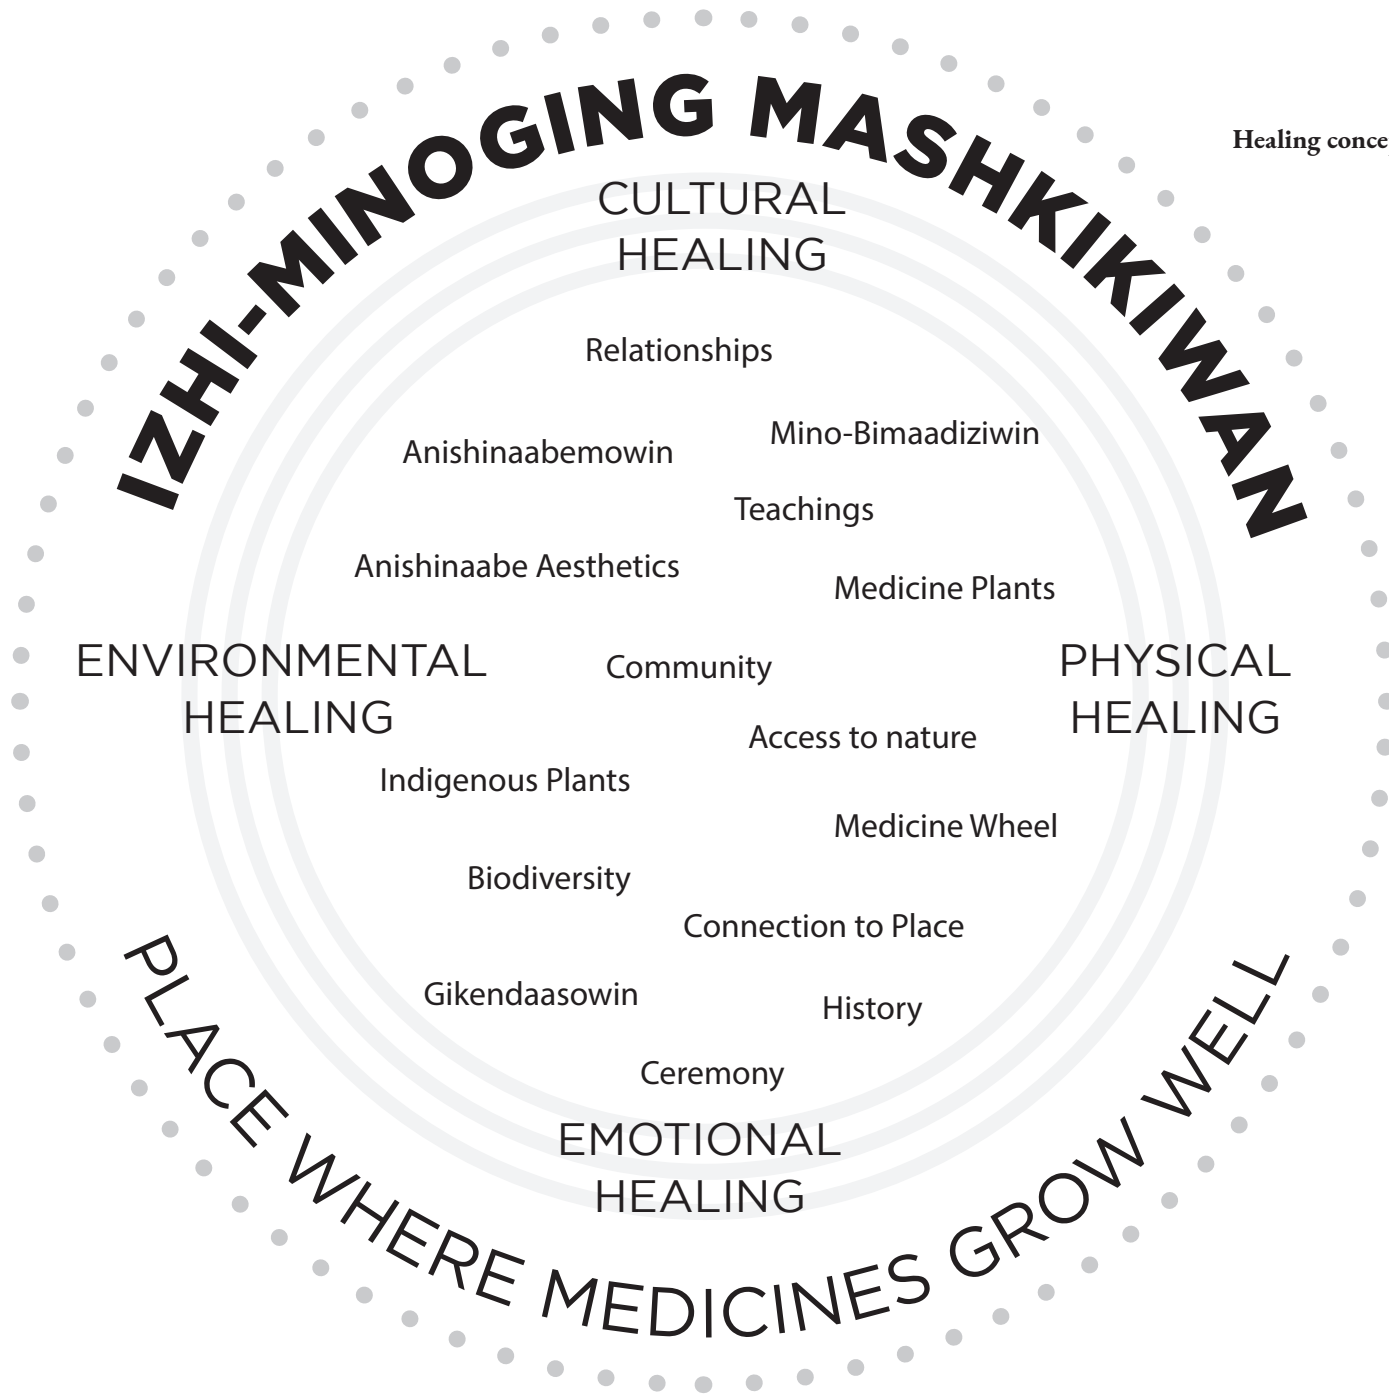 IZHI-MINOGING MASHKIKIWAN
Healing
CULTURAL
HEALING
Relationships
Mino-Bimaadiziwin
Anishinaabemowin
Teachings
Anishinaabe Aesthetics
Medicine Plants
ENVIRONMENTAL
HEALING
Community
PHYSICAL
HEALING
Access to nature
Indigenous Plants
Medicine Wheel
Biodiversity
Connection to Place
Gikendaasowin
History
Ceremony
EMOTIONAL
HEALING
PLACE WHERE MEDICINES GROW WELL